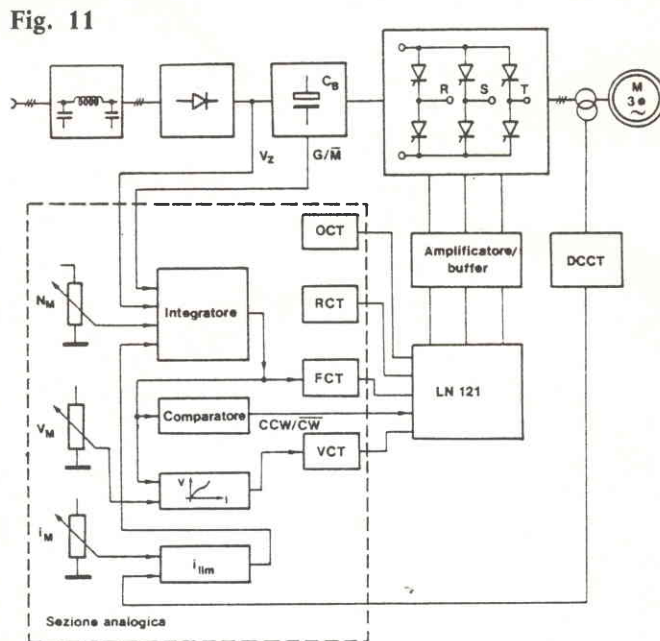 Fig. 11
C_B
R
S
T
M
3 ⊕
~
V_Z
G/M̅
OCT
Amplificatore/
buffer
DCCT
N_M
Integratore
RCT
FCT
LN 121
V_M
Comparatore
CCW/C̅W̅
VCT
V
I
i_M
i_lim
Sezione analogica